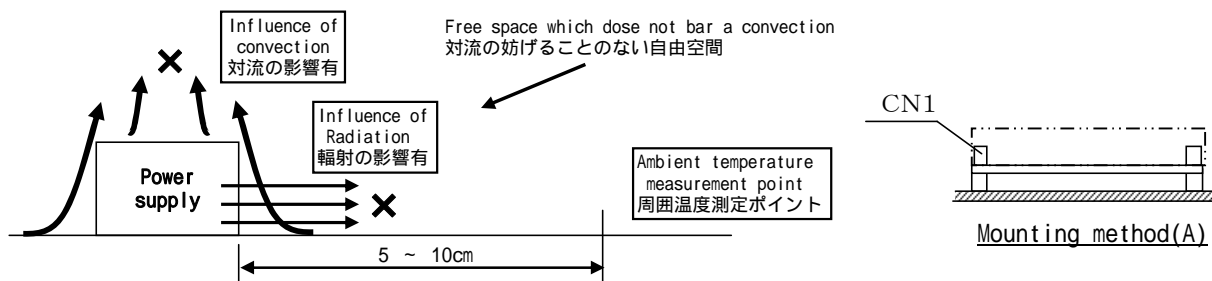 Influence of
convection
対流の影響有
Free space which dose not bar a convection
対流の妨げることのない自由空間
Influence of
Radiation
輻射の影響有
Power
supply
Ambient temperature
measurement point
周囲温度測定ポイント
5 ～ 10cm
CN1
Mounting method(A)